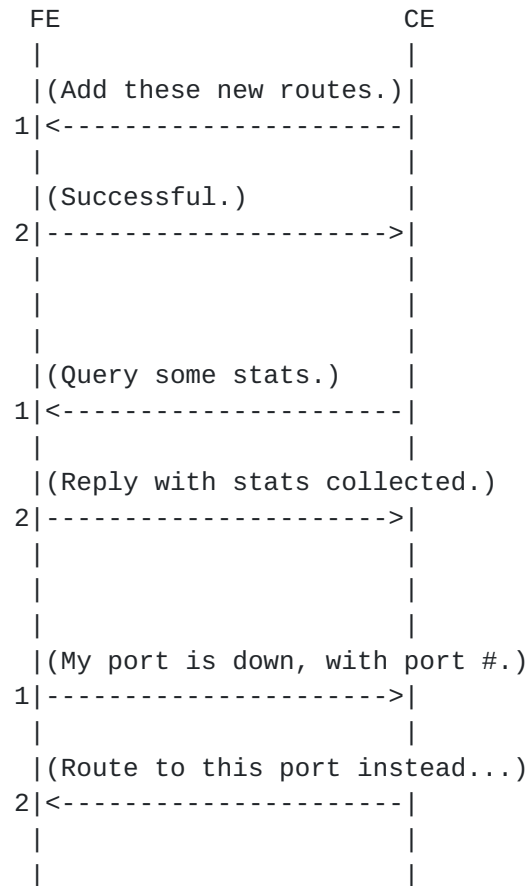 FE                      CE
|                       |
|(Add these new routes.)|
1|<----------------------|
|                       |
|(Successful.)          |
2|---------------------->|
|                       |
|                       |
|                       |
|(Query some stats.)    |
1|<----------------------|
|                       |
|(Reply with stats collected.)
2|---------------------->|
|                       |
|                       |
|                       |
|(My port is down, with port #.)
1|---------------------->|
|                       |
|(Route to this port instead...)
2|<----------------------|
|                       |
|                       |